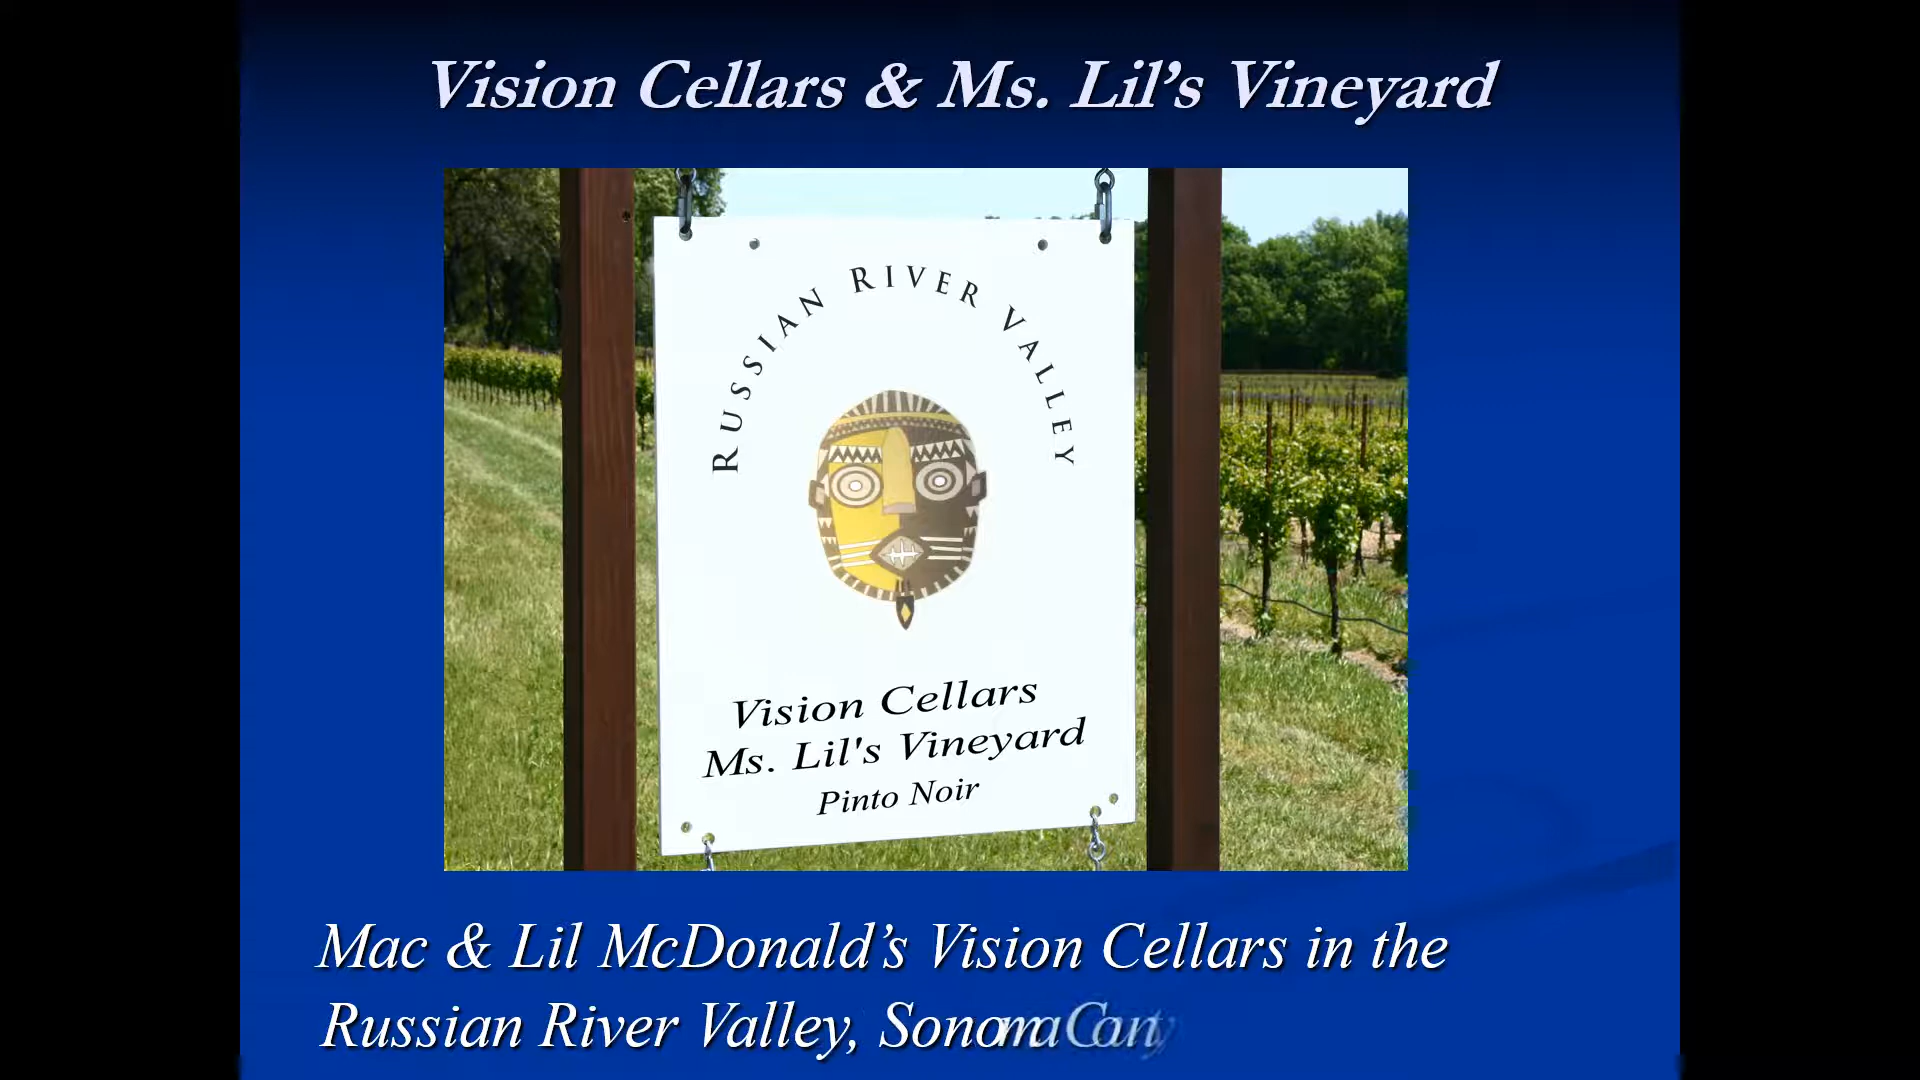 Vision Cellars & Ms. Lil’s Vineyard
RUSSIAN RIVER VALLEY
Vision Cellars
Ms. Lil's Vineyard
Pinto Noir
Mac & Lil McDonald’s Vision Cellars in the
Russian River Valley, Sonoma